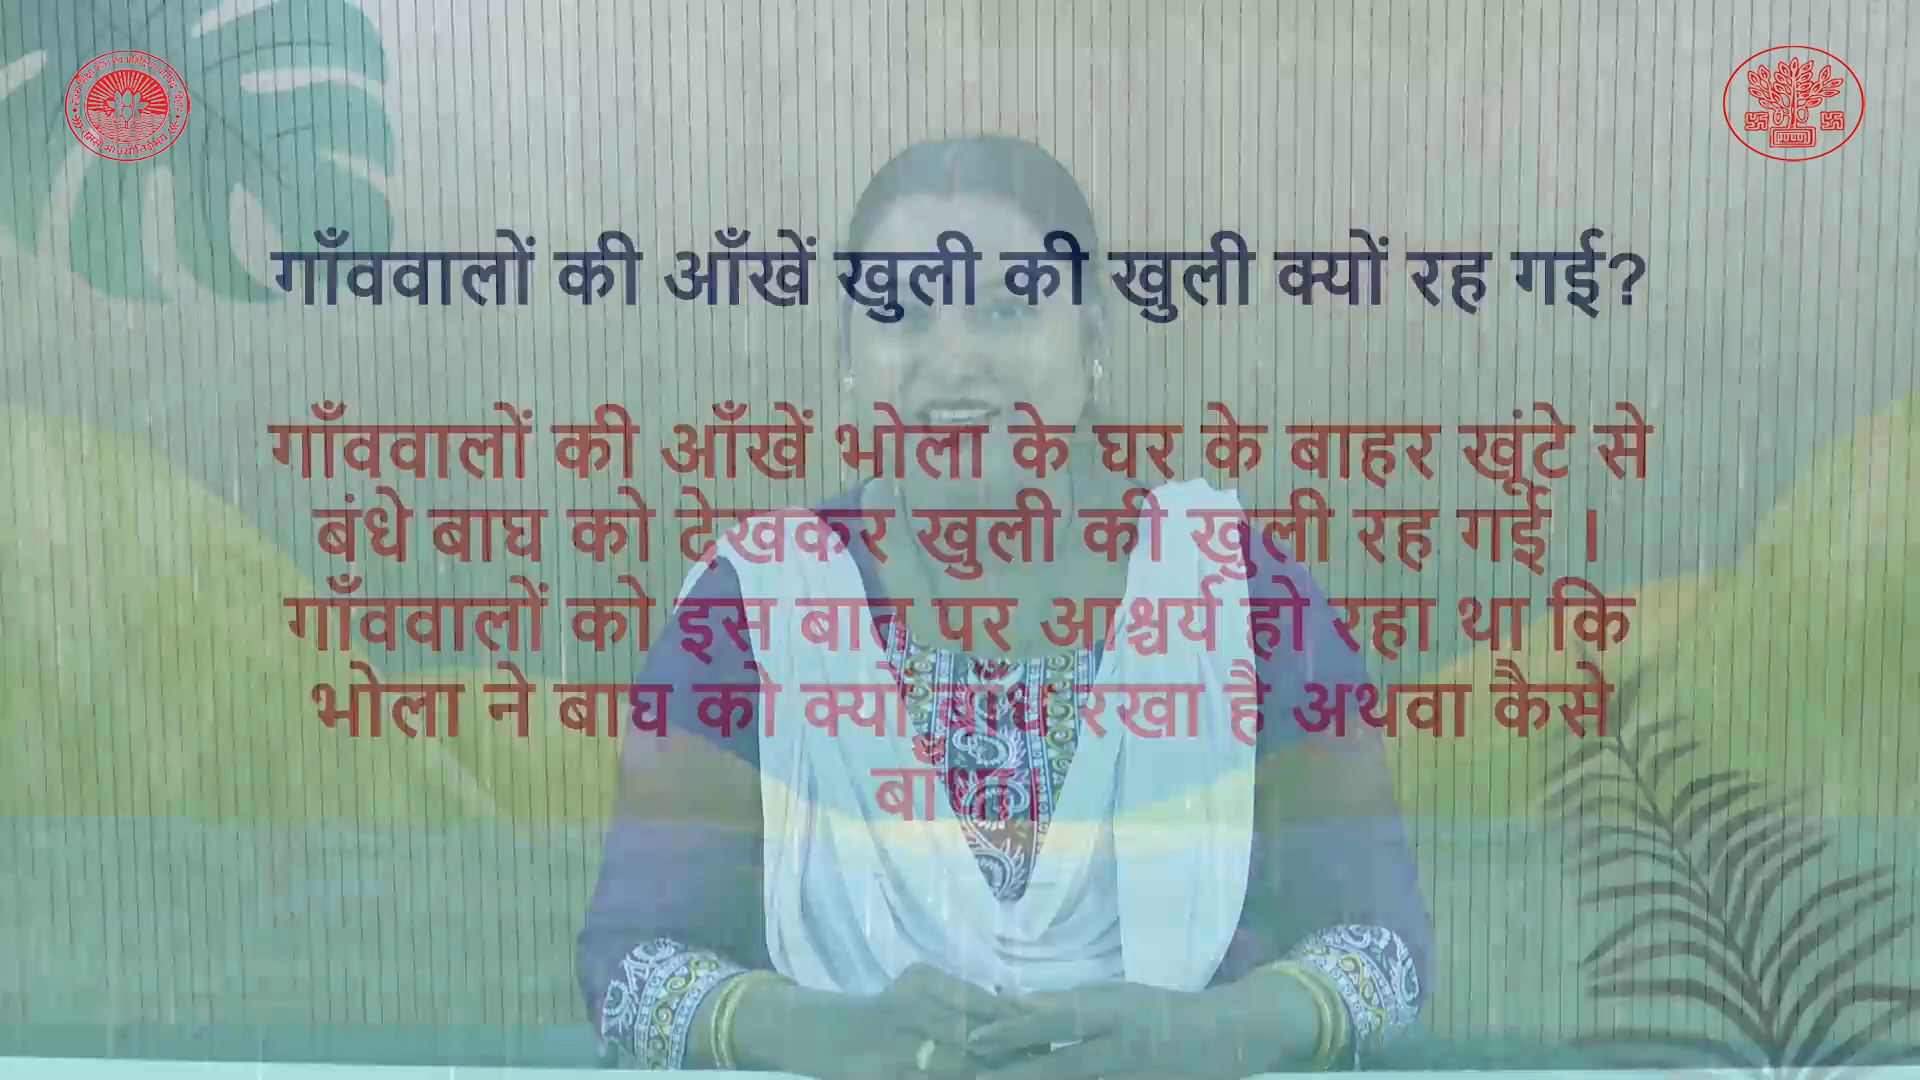 गाँववालों की आँखें खुली की खुली क्यों रह गई?
गाँववालों की आँखें भोला के घर के बाहर खूंटे से
बंधे बाघ को देखकर खुली की खुली रह गई ।
गाँववालों को इस बात पर आश्चर्य हो रहा था कि
भोला ने बाघ को क्यों बाँध रखा है अथवा कैसे
बाँधा।